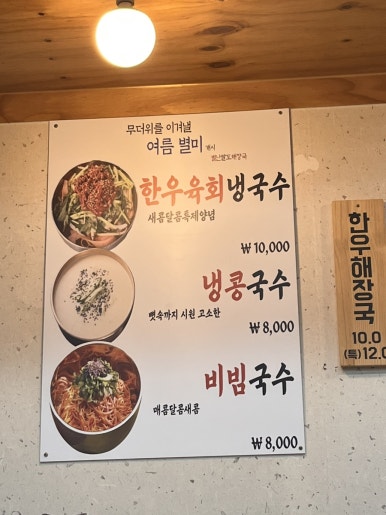 무더위를 이겨낼
여름 별미 개시
한우육회냉국수
새콤달콤특제양념
₩ 10,000
냉콩국수
뼛속까지 시원 고소한
₩ 8,000
비빔국수
매콤달콤새콤
₩ 8,000
한우해장국
10.0
(특)12.0